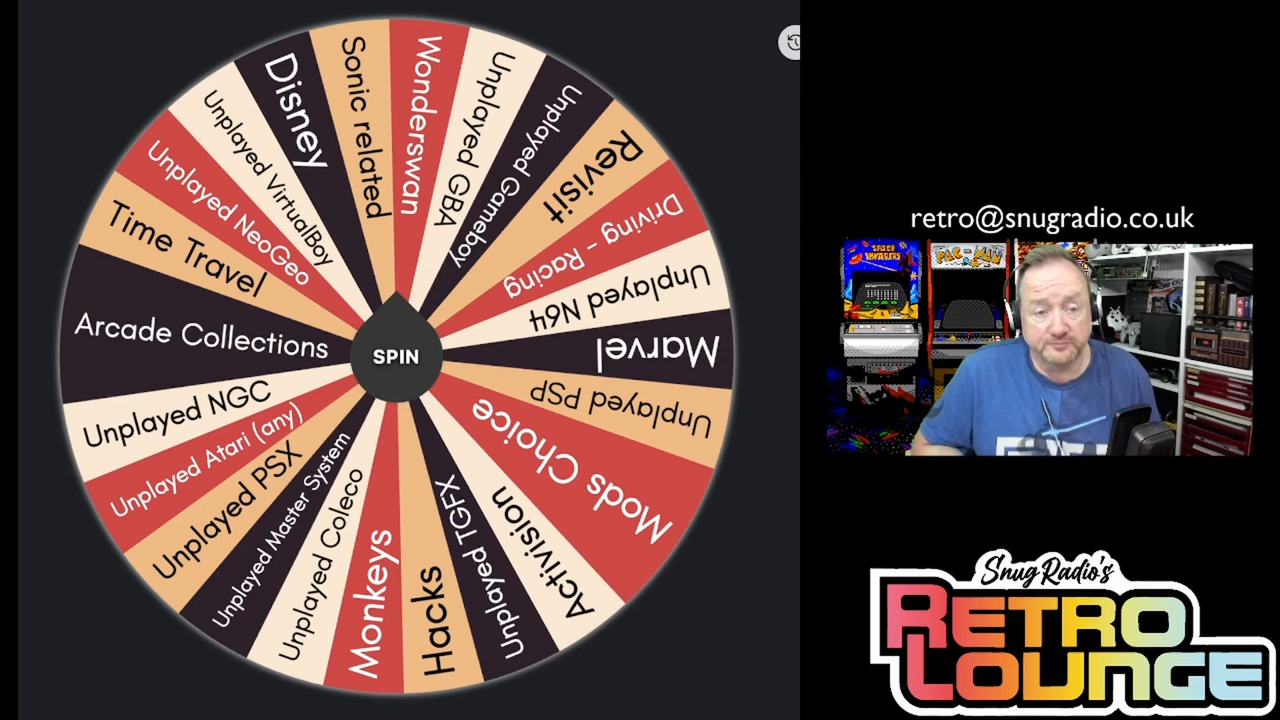 Wonderswan
Unplayed GBA
Unplayed Gameboy
Revisit
Driving - Racing
Unplayed N64
Marvel
Unplayed PSP
Mods Choice
Activision
Unplayed TGFX
Hacks
Monkeys
Unplayed Coleco
Unplayed Master System
Unplayed PSX
Unplayed Atari (any)
Unplayed NGC
Arcade Collections
Time Travel
Unplayed NeoGeo
Unplayed VirtualBoy
Disney
Sonic related
SPIN
retro@snugradio.co.uk
SPACE
INVADERS
PAC-MAN
Snug Radio's
RETRO
LOUNGE